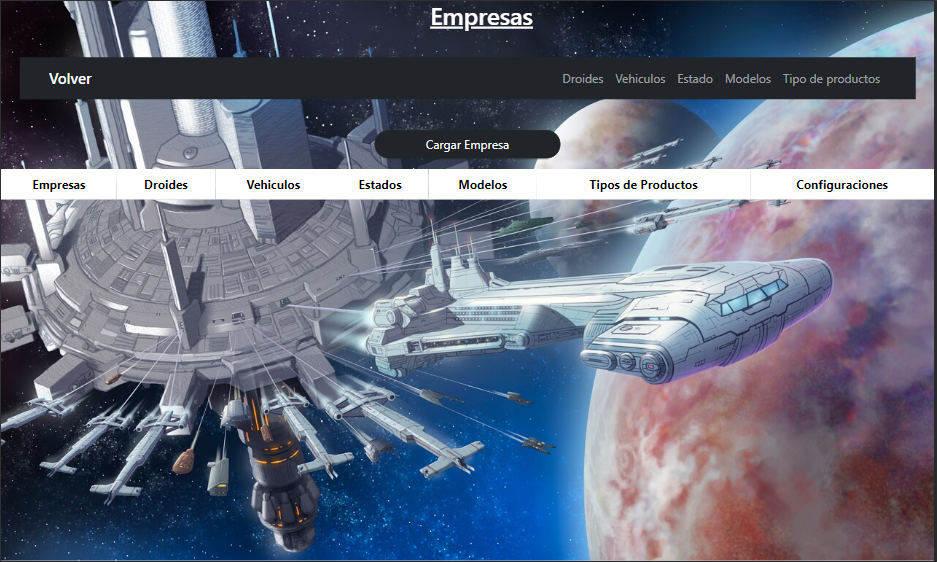 Empresas
Volver Droides Vehiculos Estado Modelos Tipo de productos
Cargar Empresa
Empresas Droides Vehiculos Estados Modelos Tipos de Productos Configuraciones